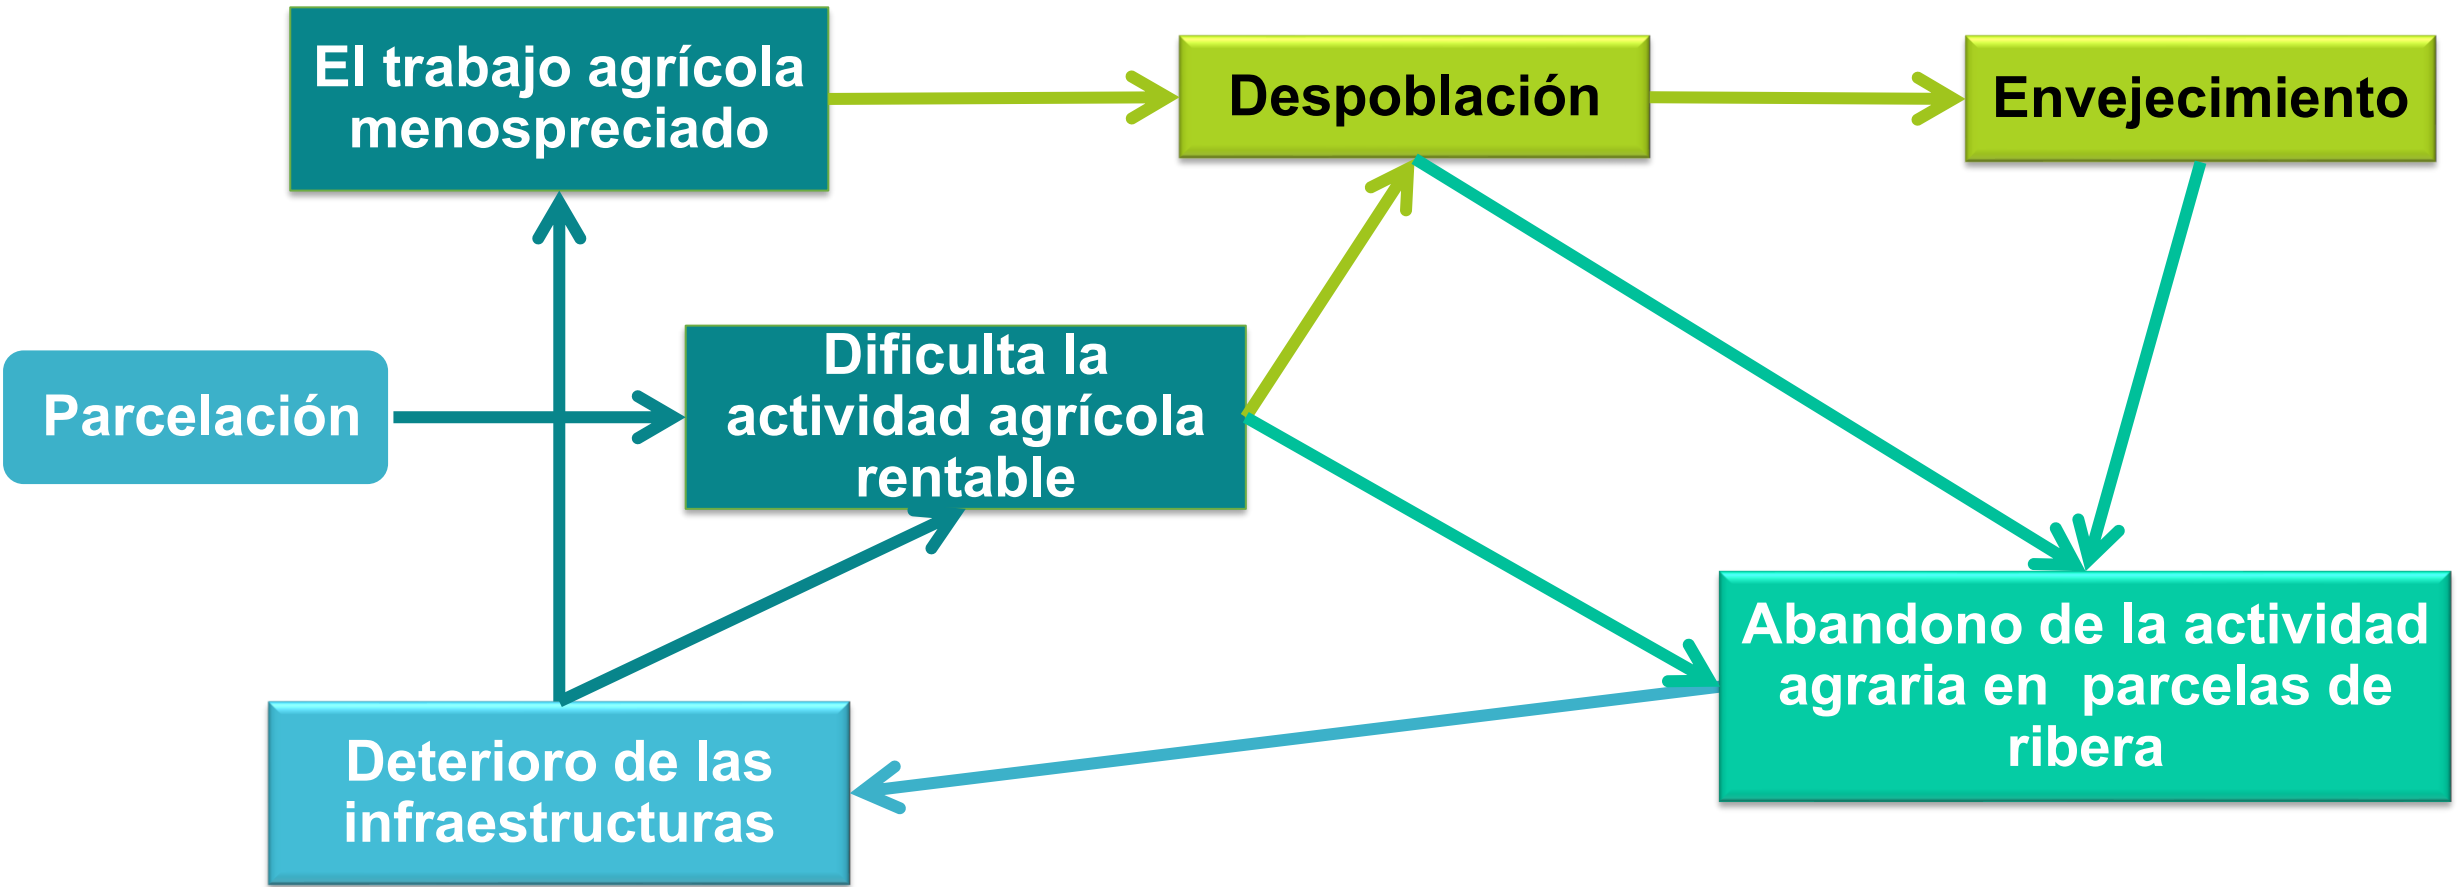 El trabajo agrícola
menospreciado
Despoblación
Envejecimiento
Parcelación
Dificulta la
actividad agrícola
rentable
Deterioro de las
infraestructuras
Abandono de la actividad
agraria en  parcelas de
ribera